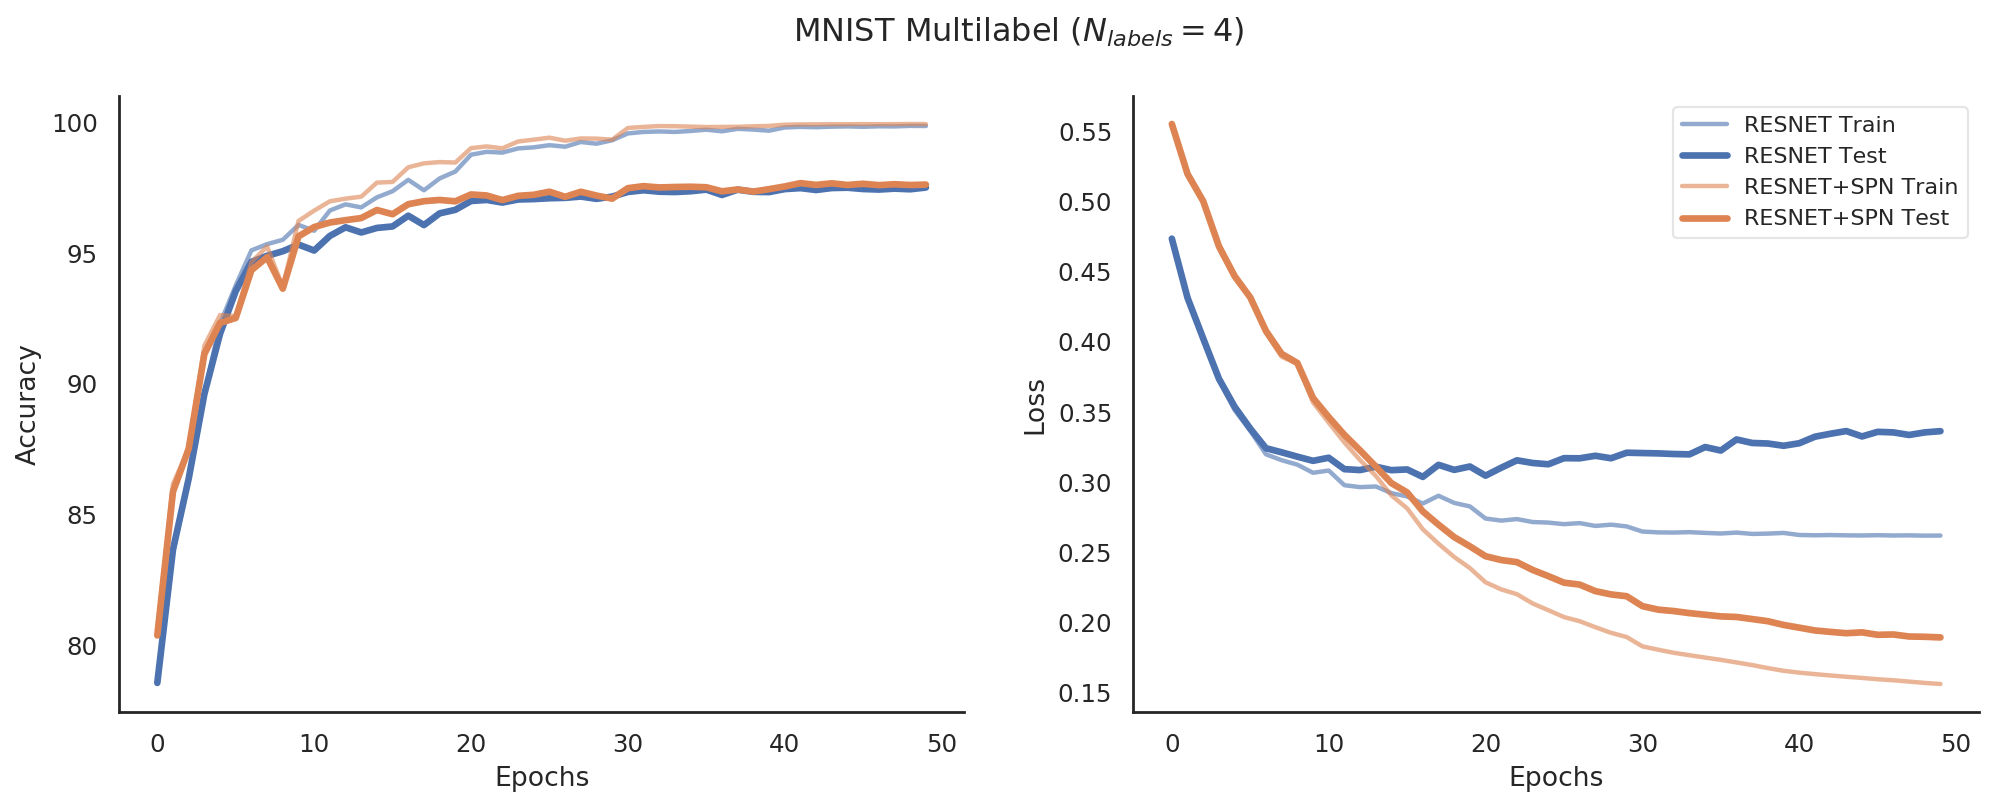 MNIST Multilabel (N_labels = 4)
Accuracy
100
95
90
85
80
0 10 20 30 40 50
Epochs
Loss
0.55
0.50
0.45
0.40
0.35
0.30
0.25
0.20
0.15
0 10 20 30 40 50
Epochs
RESNET Train
RESNET Test
RESNET+SPN Train
RESNET+SPN Test